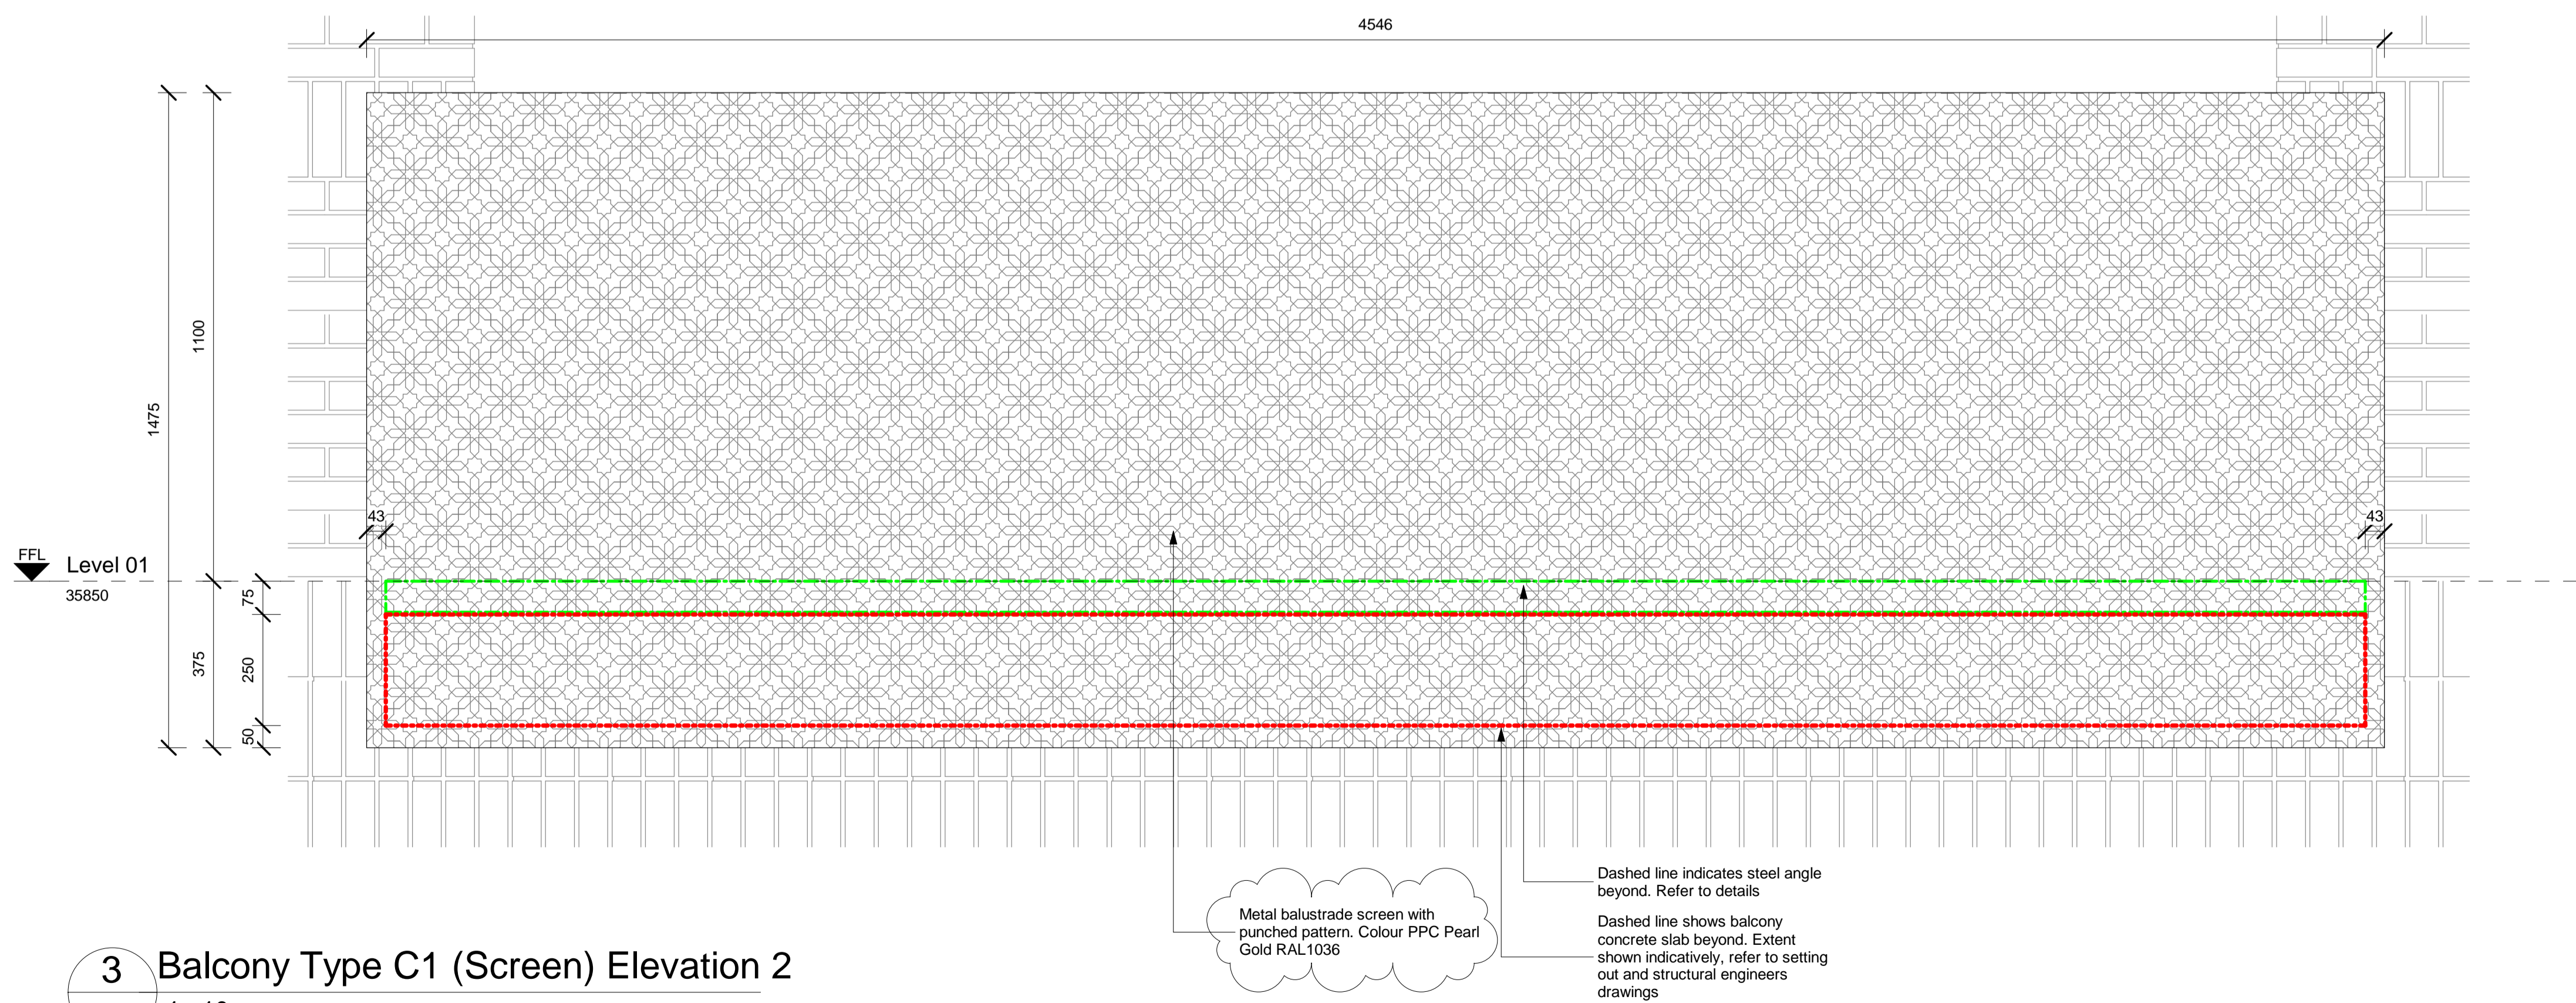 4546
1475
1100
43
43
FFL
Level 01
35850
75
375
250
50
Metal balustrade screen with
punched pattern. Colour PPC Pearl
Gold RAL1036
Dashed line indicates steel angle
beyond. Refer to details
Dashed line shows balcony
concrete slab beyond. Extent
shown indicatively, refer to setting
out and structural engineers
drawings
3
Balcony Type C1 (Screen) Elevation 2